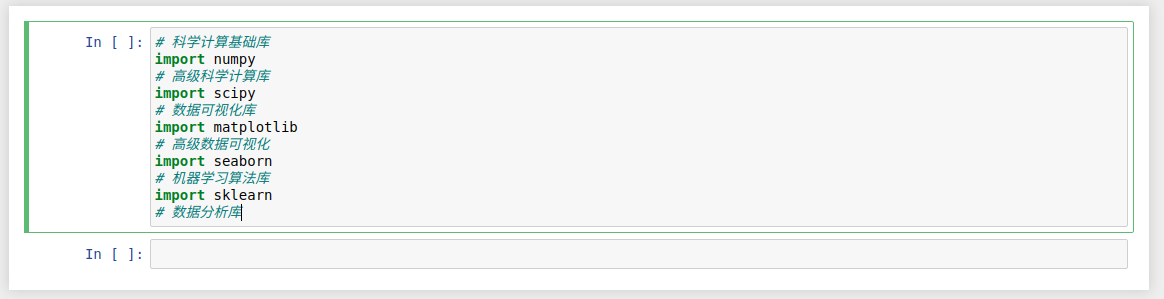 In [ ]: # 科学计算基础库
import numpy
# 高级科学计算库
import scipy
# 数据可视化库
import matplotlib
# 高级数据可视化
import seaborn
# 机器学习算法库
import sklearn
# 数据分析库
In [ ]: